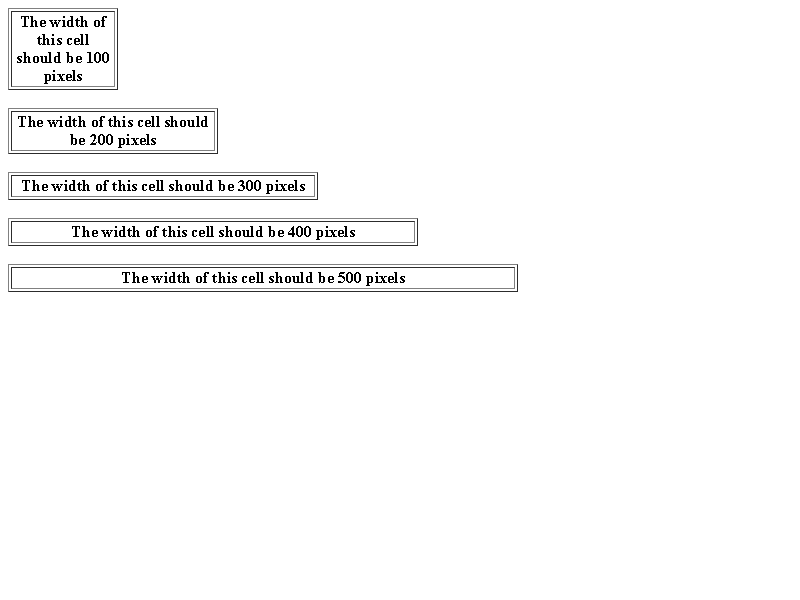 The width of
this cell
should be 100
pixels
The width of this cell should
be 200 pixels
The width of this cell should be 300 pixels
The width of this cell should be 400 pixels
The width of this cell should be 500 pixels